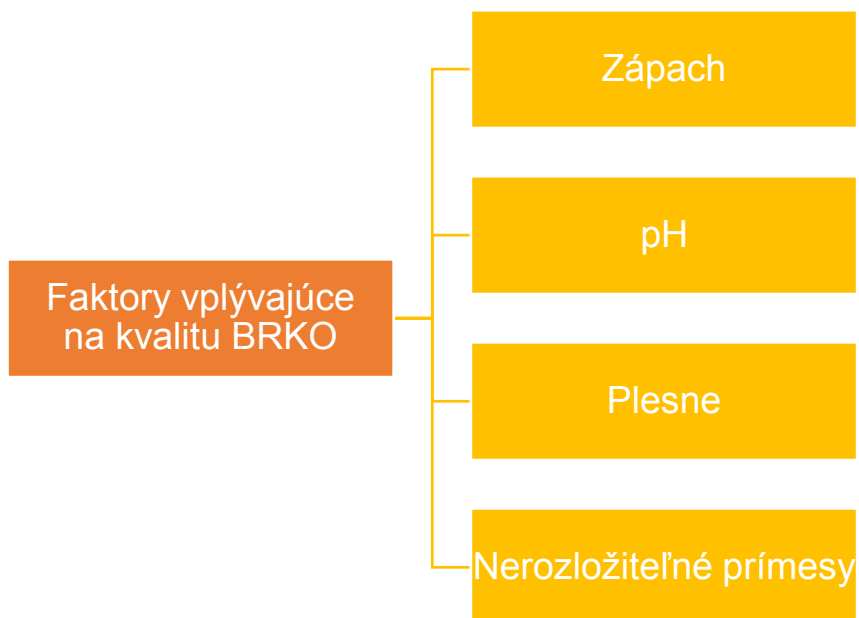 Zápach
pH
Faktory vplývajúce
na kvalitu BRKO
Plesne
Nerozložiteľné prímesy